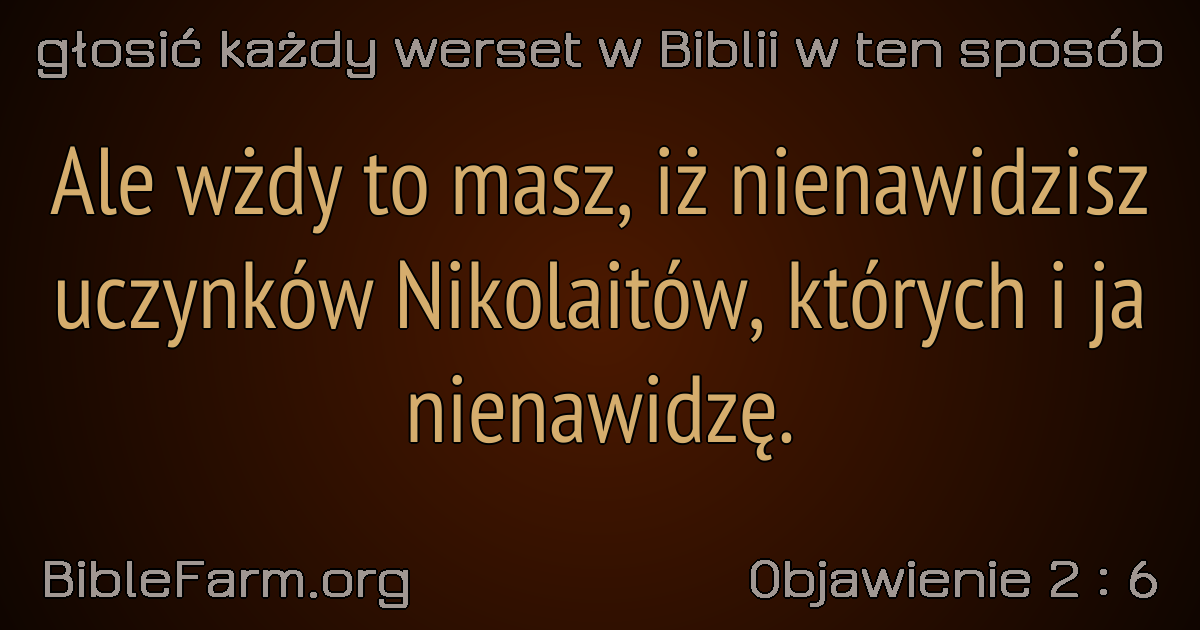 głosić każdy werset w Biblii w ten sposób
Ale wżdy to masz, iż nienawidzisz
uczynków Nikolaitów, których i ja
nienawidzę.
BibleFarm.org
Objawienie 2 : 6